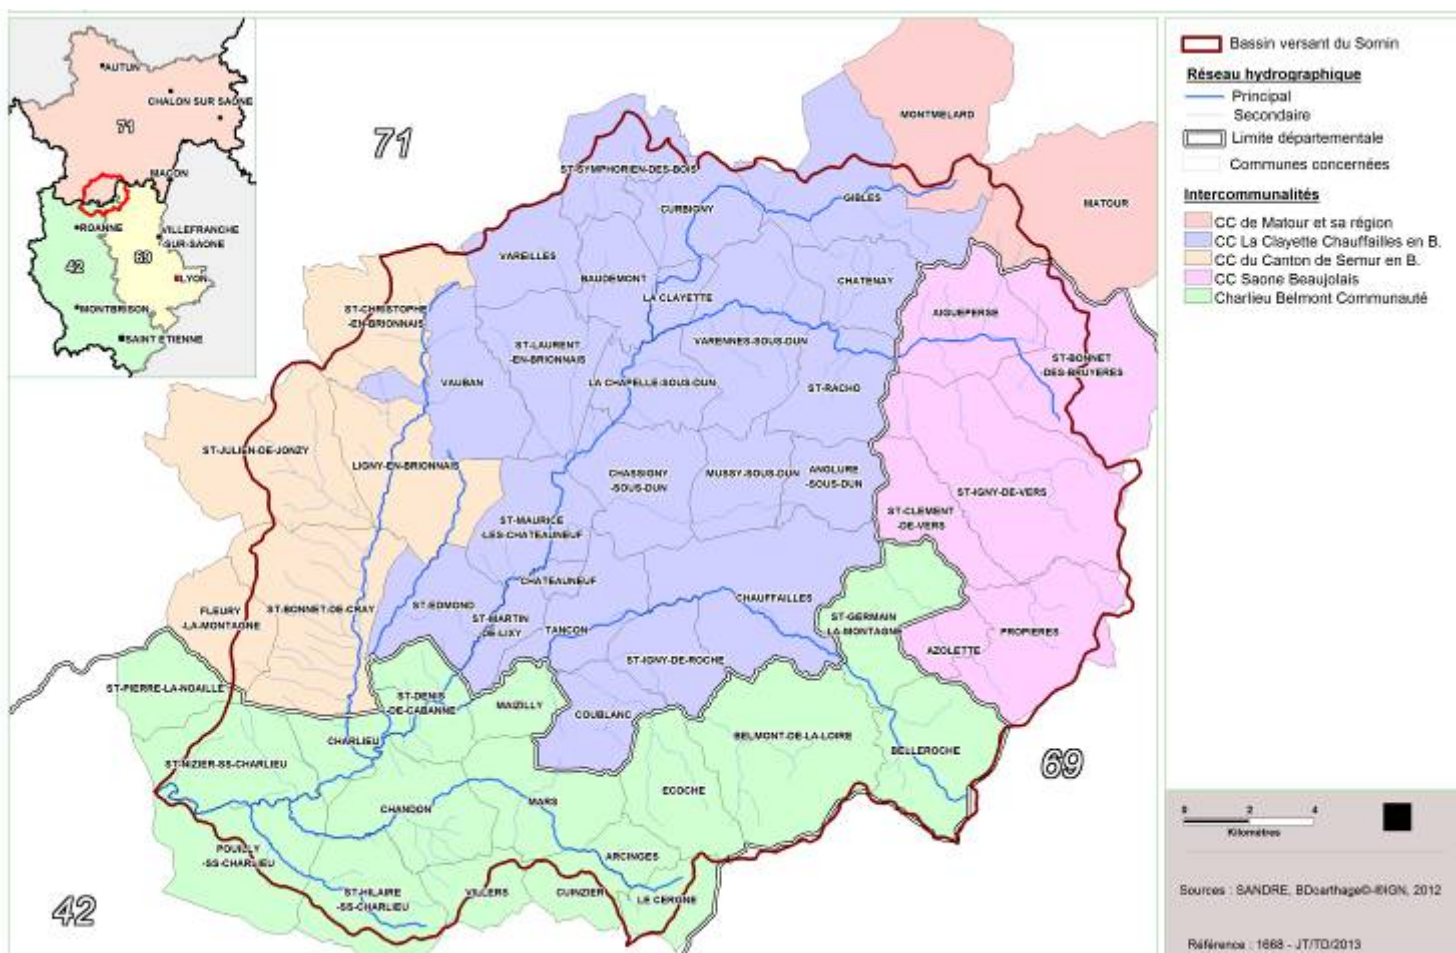 AUTUN
CHALON SUR SAONE
71
MACON
ROANNE
VILLEFRANCHE
-SUR-SAONE
42
69
LYON
MONTBRISON
SAINT ETIENNE
71
MONTMELARD
MATOUR
ST-SYMPHORIEN-DES-BOIS
CURBIGNY
GIBLES
VAREILLES
BAUDEMONT
CHATENAY
LA CLAYETTE
ST-CHRISTOPHE
-EN-BRIONNAIS
AIGUEPERSE
ST-LAURENT
-EN-BRIONNAIS
VARENNES-SOUS-DUN
ST-BONNET
-DES-BRUYERES
VAUBAN
LA CHAPELLE-SOUS-DUN
ST-RACHO
ST-JULIEN-DE-JONZY
LIGNY-EN-BRIONNAIS
CHASSIGNY
-SOUS-DUN
MUSSY-SOUS-DUN
ANGLURE
-SOUS-DUN
ST-IGNY-DE-VERS
ST-MAURICE
-LES-CHATEAUNEUF
ST-CLEMENT
-DE-VERS
CHATEAUNEUF
FLEURY
-LA-MONTAGNE
ST-BONNET-DE-CRAY
ST-EDMOND
ST-MARTIN
-DE-LIXY
TANCON
CHAUFFAILLES
ST-GERMAIN
-LA-MONTAGNE
PROPIERES
AZOLETTE
ST-IGNY-DE-ROCHE
ST-PIERRE-LA-NOAILLE
ST-DENIS
-DE-CABANNE
MAIZILLY
COUBLANC
CHARLIEU
BELMONT-DE-LA-LOIRE
BELLEROCHE
ST-NIZIER-SS-CHARLIEU
ECOCHE
69
CHANDON
MARS
POUILLY
-SS-CHARLIEU
ARCINGES
ST-HILAIRE
-SS-CHARLIEU
VILLERS
CUINZIER
LE CERGNE
42
Bassin versant du Sornin
Réseau hydrographique
Principal
Secondaire
Limite départementale
Communes concernées
Intercommunalités
CC de Matour et sa région
CC La Clayette Chauffailles en B.
CC du Canton de Semur en B.
CC Saone Beaujolais
Charlieu Belmont Communauté
0 2 4
Kilomètres
Sources : SANDRE, BDcarthage©-®IGN, 2012
Référence : 1668 - JT/TD/2013